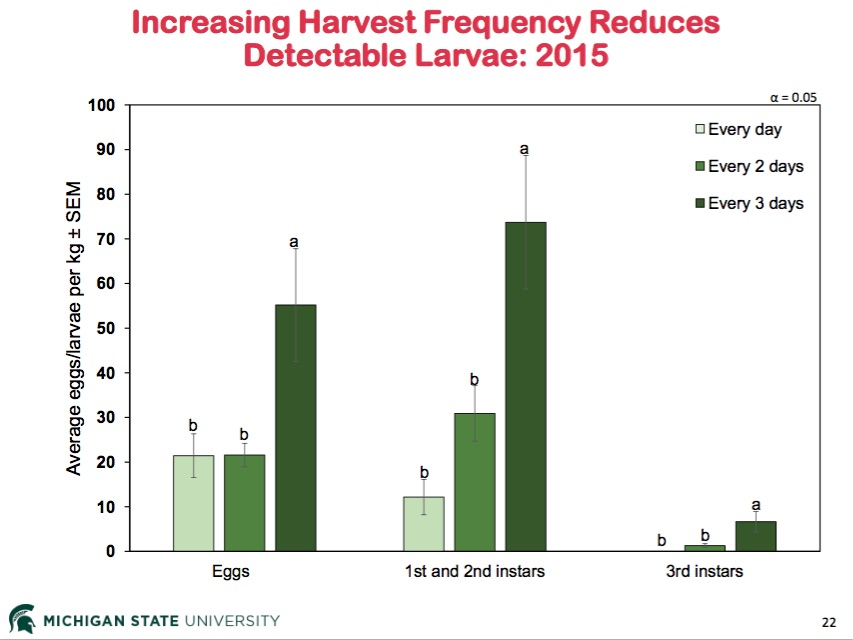 Increasing Harvest Frequency Reduces
Detectable Larvae: 2015
α = 0.05
Every day
Every 2 days
Every 3 days
Average eggs/larvae per kg ± SEM
100
90
80
70
60
50
40
30
20
10
0
b
b
a
b
b
a
b
b
a
Eggs
1st and 2nd instars
3rd instars
MICHIGAN STATE UNIVERSITY
22